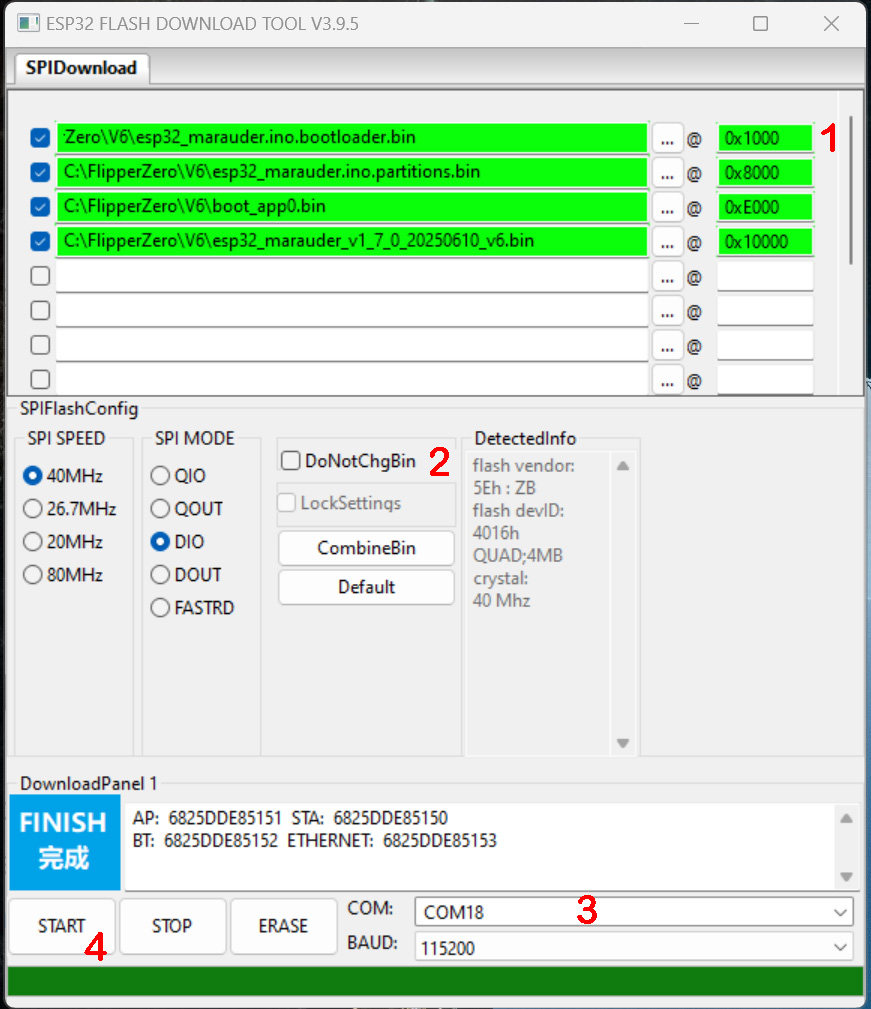 ESP32 FLASH DOWNLOAD TOOL V3.9.5
SPIDownload
Zero\V6\esp32_marauder.ino.bootloader.bin ... @ 0x1000 1
C:\FlipperZero\V6\esp32_marauder.ino.partitions.bin ... @ 0x8000
C:\FlipperZero\V6\boot_app0.bin ... @ 0xE000
C:\FlipperZero\V6\esp32_marauder_v1_7_0_20250610_v6.bin ... @ 0x10000
... @
... @
... @
... @
SPIFlashConfig
SPI SPEED
40MHz
26.7MHz
20MHz
80MHz
SPI MODE
QIO
QOUT
DIO
DOUT
FASTRD
DoNotChgBin 2
LockSettings
CombineBin
Default
DetectedInfo
flash vendor:
5Eh : ZB
flash devID:
4016h
QUAD;4MB
crystal:
40 Mhz
DownloadPanel 1
FINISH
完成
AP: 6825DDE85151 STA: 6825DDE85150
BT: 6825DDE85152 ETHERNET: 6825DDE85153
START 4
STOP
ERASE
COM: COM18 3
BAUD: 115200